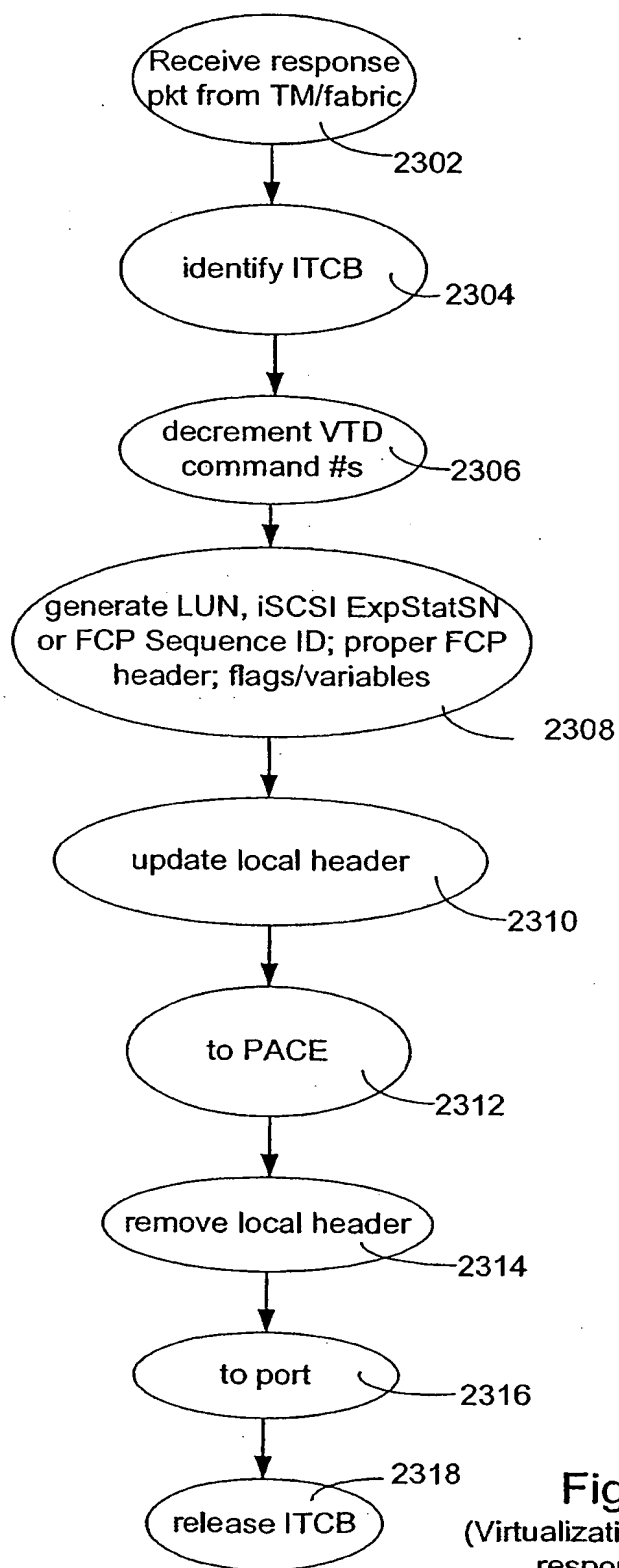 Receive response
pkt from TM/fabric
2302
identify ITCB
2304
decrement VTD
command #s
2306
generate LUN, iSCSI ExpStatSN
or FCP Sequence ID; proper FCP
header; flags/variables
2308
update local header
2310
to PACE
2312
remove local header
2314
to port
2316
2318
release ITCB
Fig